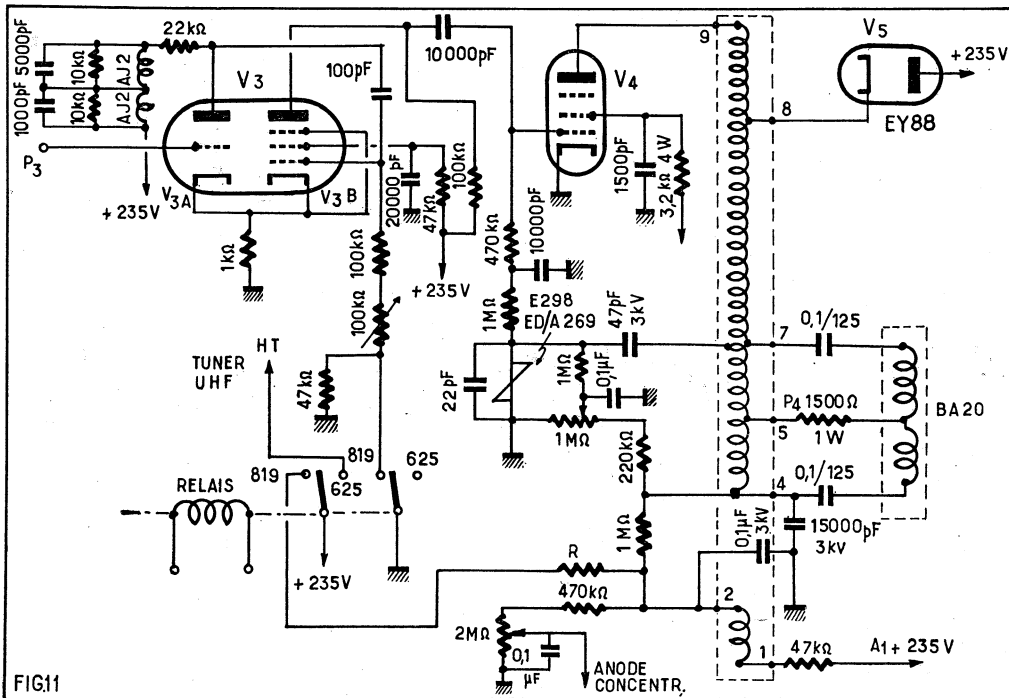 1000pF 5000pF
10kΩ 10kΩ
AJ2 AJ2
22kΩ
V3
10000pF
100pF
V4
9
V5
+235V
8
EY88
P3
V3A
V3B
+235V
1kΩ
20000pF
47kΩ
100kΩ
+235V
1500pF
3,2kΩ 4W
100kΩ
470kΩ
10000pF
1MΩ
E298
ED/A269
47pF
3kV
7
0,1/125
100kΩ
TUNER
UHF
HT
47kΩ
22pF
1MΩ
0,1µF
1MΩ
P4 1500Ω
5
1W
BA20
220kΩ
819
625
819
625
RELAIS
+235V
4
0,1/125
1MΩ
0,1µF
3kV
15000pF
3kV
R
470kΩ
2
2MΩ
0,1
µF
ANODE
CONCENTR.
1
47kΩ
A1+235V
FIG11